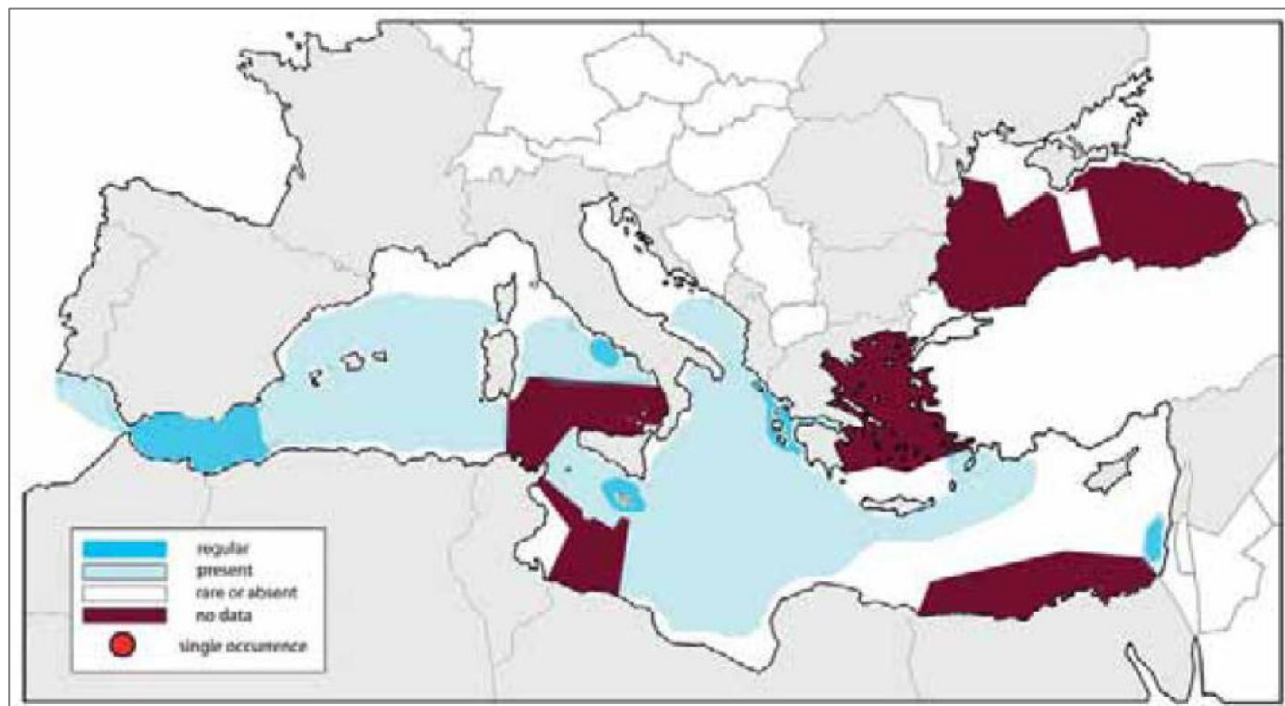 regular
present
rare or absent
no data
single occurrence